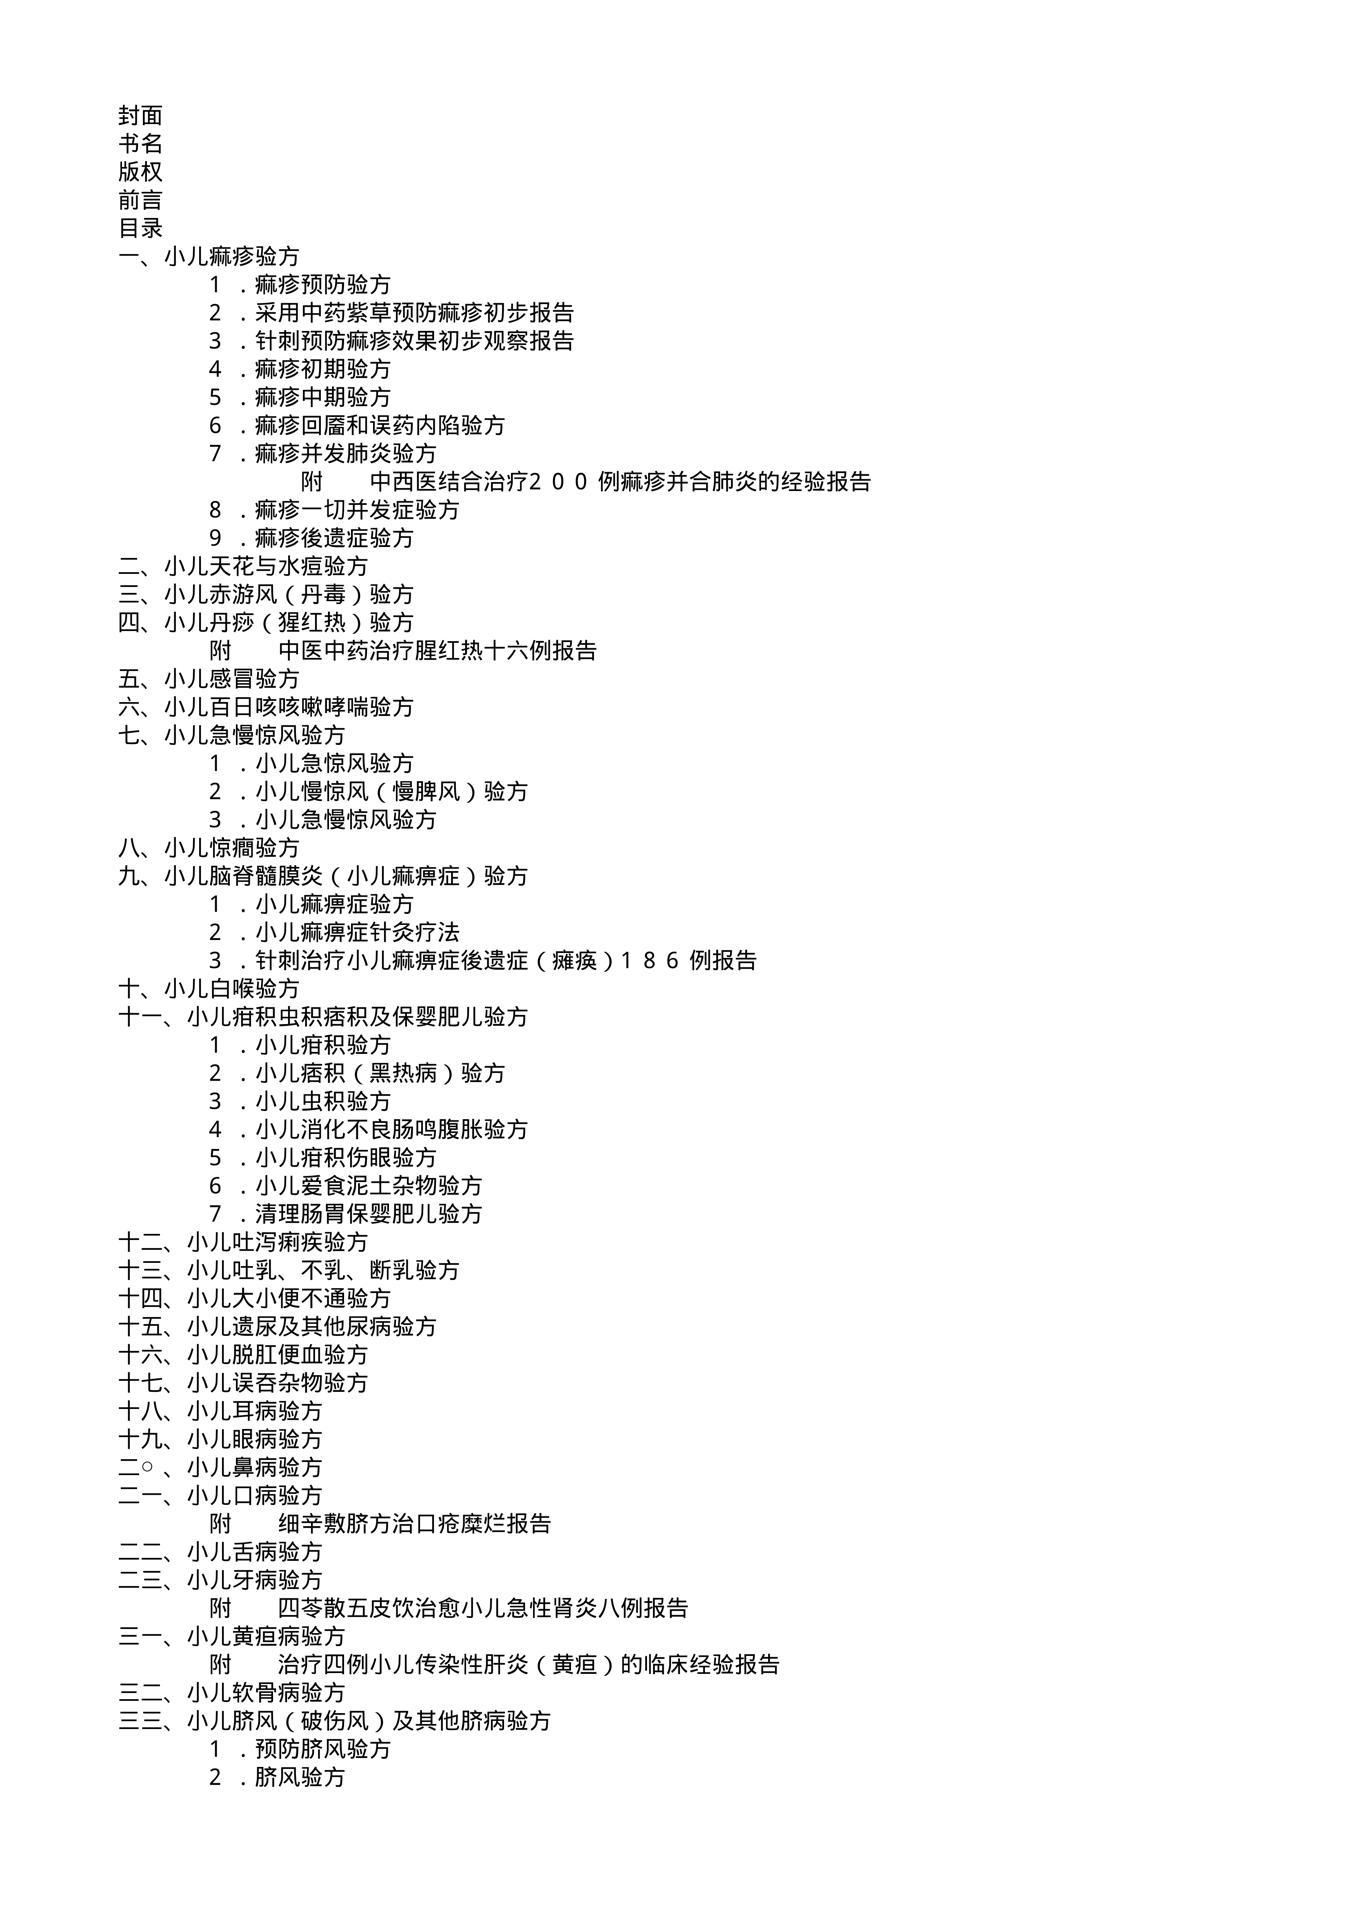 封面
书名
版权
前言
目录
一、小儿痲疹验方
1．痲疹预防验方
2．采用中药紫草预防痲疹初步报告
3．针刺预防痲疹效果初步观察报告
4．痲疹初期验方
5．痲疹中期验方
6．痲疹回靥和误药内陷验方
7．痲疹并发肺炎验方
附　　中西医结合治疗200例痲疹并合肺炎的经验报告
8．痲疹一切并发症验方
9．痲疹後遗症验方
二、小儿天花与水痘验方
三、小儿赤游风（丹毒）验方
四、小儿丹痧（猩红热）验方
附　　中医中药治疗腥红热十六例报告
五、小儿感冒验方
六、小儿百日咳咳嗽哮喘验方
七、小儿急慢惊风验方
1．小儿急惊风验方
2．小儿慢惊风（慢脾风）验方
3．小儿急慢惊风验方
八、小儿惊癎验方
九、小儿脑脊髓膜炎（小儿痲痹症）验方
1．小儿痲痹症验方
2．小儿痲痹症针灸疗法
3．针刺治疗小儿痲痹症後遗症（瘫痪）186例报告
十、小儿白喉验方
十一、小儿疳积虫积痞积及保婴肥儿验方
1．小儿疳积验方
2．小儿痞积（黑热病）验方
3．小儿虫积验方
4．小儿消化不良肠鸣腹胀验方
5．小儿疳积伤眼验方
6．小儿爱食泥土杂物验方
7．清理肠胃保婴肥儿验方
十二、小儿吐泻痢疾验方
十三、小儿吐乳、不乳、断乳验方
十四、小儿大小便不通验方
十五、小儿遗尿及其他尿病验方
十六、小儿脱肛便血验方
十七、小儿误吞杂物验方
十八、小儿耳病验方
十九、小儿眼病验方
二○、小儿鼻病验方
二一、小儿口病验方
附　　细辛敷脐方治口疮糜烂报告
二二、小儿舌病验方
二三、小儿牙病验方
附　　四苓散五皮饮治愈小儿急性肾炎八例报告
三一、小儿黄疸病验方
附　　治疗四例小儿传染性肝炎（黄疸）的临床经验报告
三二、小儿软骨病验方
三三、小儿脐风（破伤风）及其他脐病验方
1．预防脐风验方
2．脐风验方